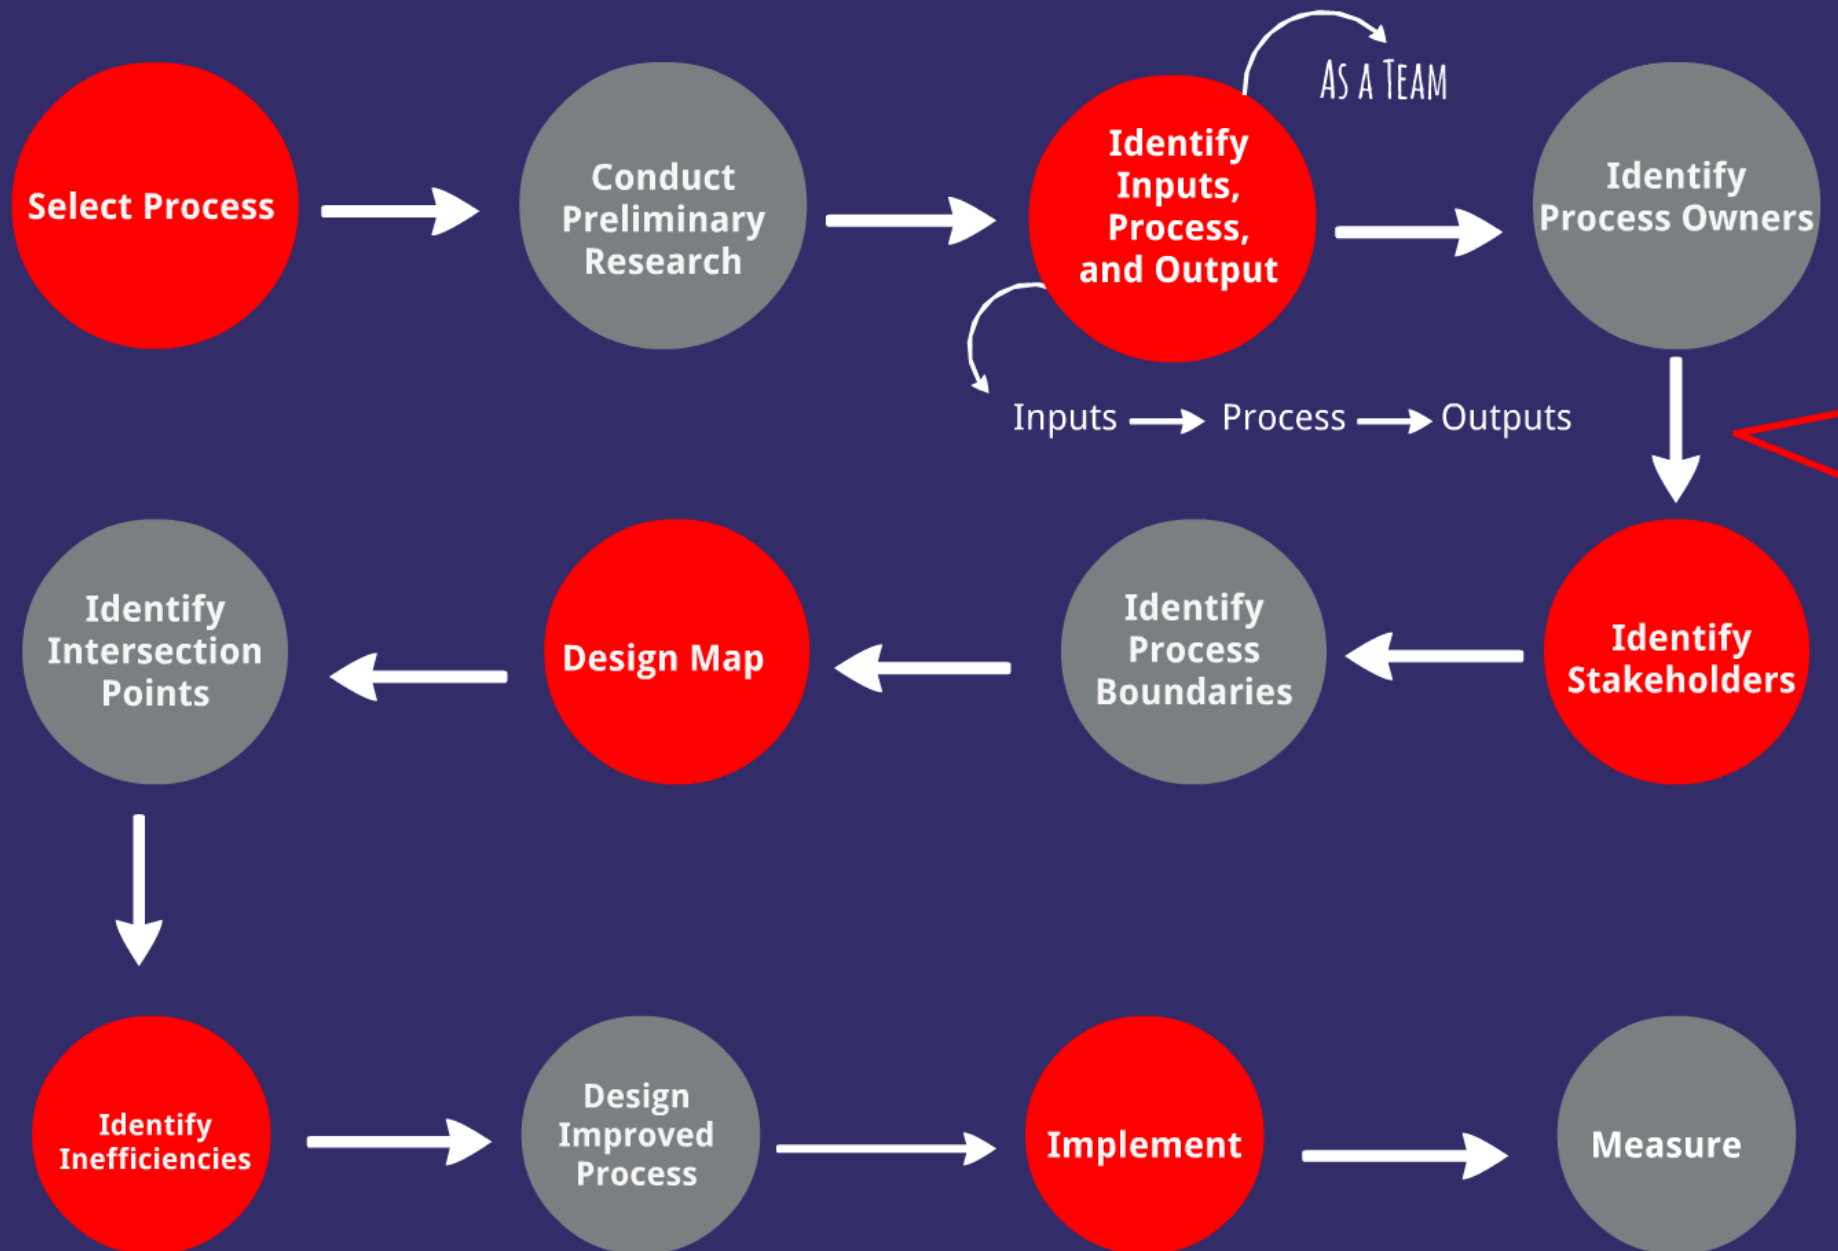 Select Process
Conduct
Preliminary
Research
Identify
Inputs,
Process,
and Output
As a Team
Inputs
Process
Outputs
Identify
Process Owners
Identify
Stakeholders
Identify
Process
Boundaries
Design Map
Identify
Intersection
Points
Identify
Inefficiencies
Design
Improved
Process
Implement
Measure